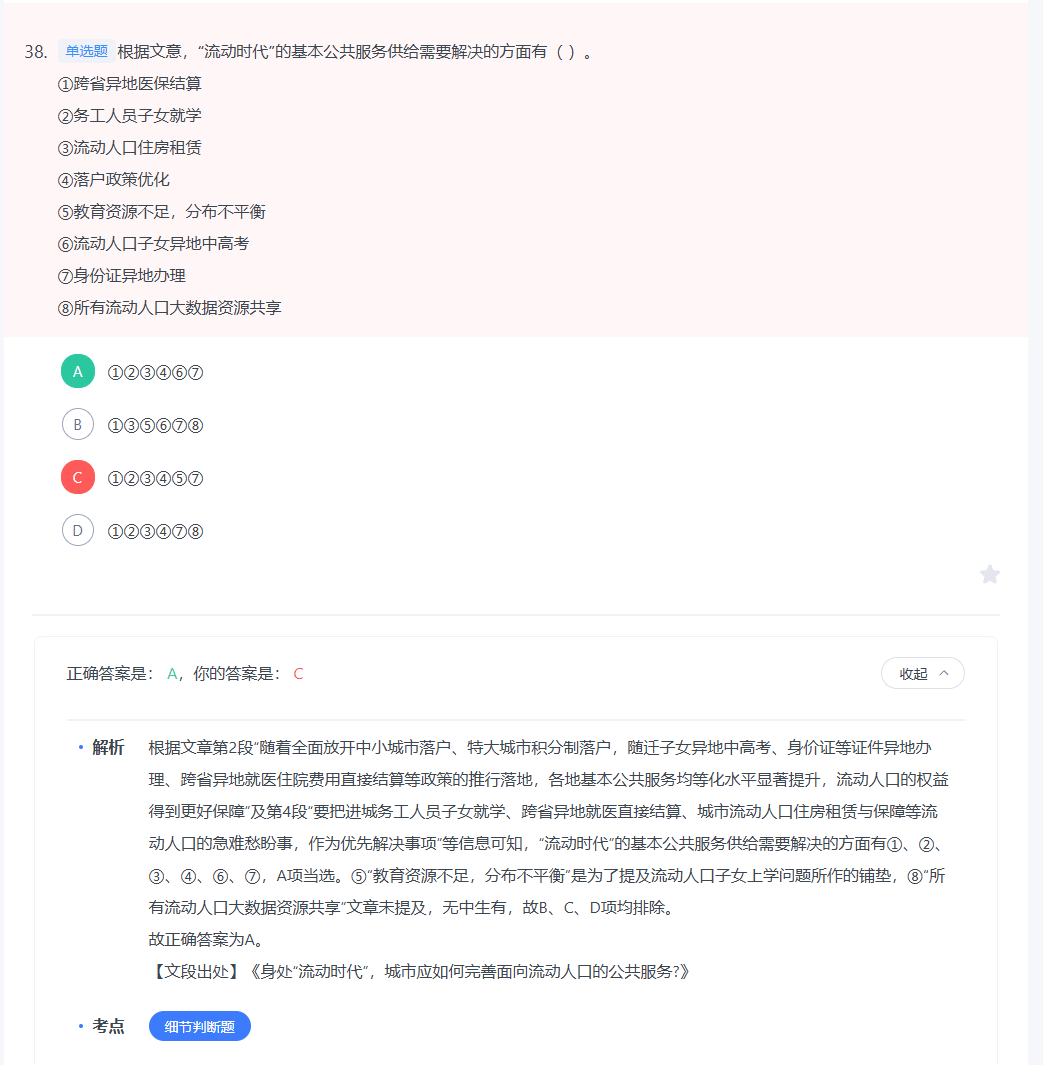 38. 单选题 根据文章，“流动时代”的基本公共服务供给需要解决的方面有（ ）。
①跨省异地医保结算
②务工人员子女就学
③流动人口住房租赁
④落户政策优化
⑤教育资源不足，分布不平衡
⑥流动人口子女异地中高考
⑦身份证异地办理
⑧所有流动人口大数据资源共享
A ①②③④⑥⑦
B ①③⑤⑥⑦⑧
C ①②③④⑤⑦
D ①②③④⑦⑧
正确答案是： A，你的答案是： C
收起
解析 根据文章第2段“随着全面放开中小城市落户、特大城市积分制落户，随迁子女异地中高考、身价证等证件异地办
理、跨省异地就医住院费用直接结算等政策的推行落地，各地基本公共服务均等化水平显著提升，流动人口的权益
得到更好保障”及第4段“要把进城务工人员子女就学、跨省异地就医直接结算、城市流动人口住房租赁与保障等流
动人口的急难愁盼事，作为优先解决事项”等信息可知，“流动时代”的基本公共服务供给需要解决的方面有①、②、
③、④、⑥、⑦，A项当选。⑤“教育资源不足，分布不平衡”是为了提及流动人口子女上学问题所作的铺垫，⑧“所
有流动人口大数据资源共享”文章未提及，无中生有，故B、C、D项均排除。
故正确答案为A。
【文段出处】《身处“流动时代”，城市应如何完善面向流动人口的公共服务?》
考点 细节判断题